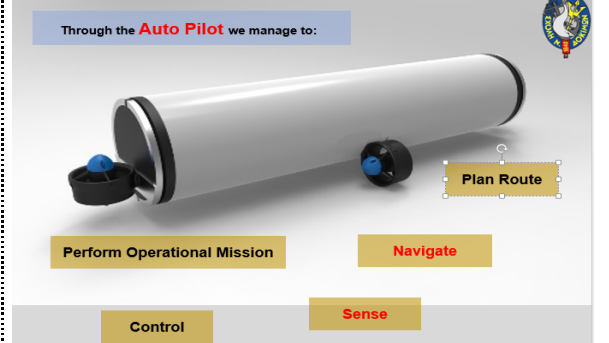 Through the Auto Pilot we manage to:
Plan Route
Perform Operational Mission
Navigate
Sense
Control